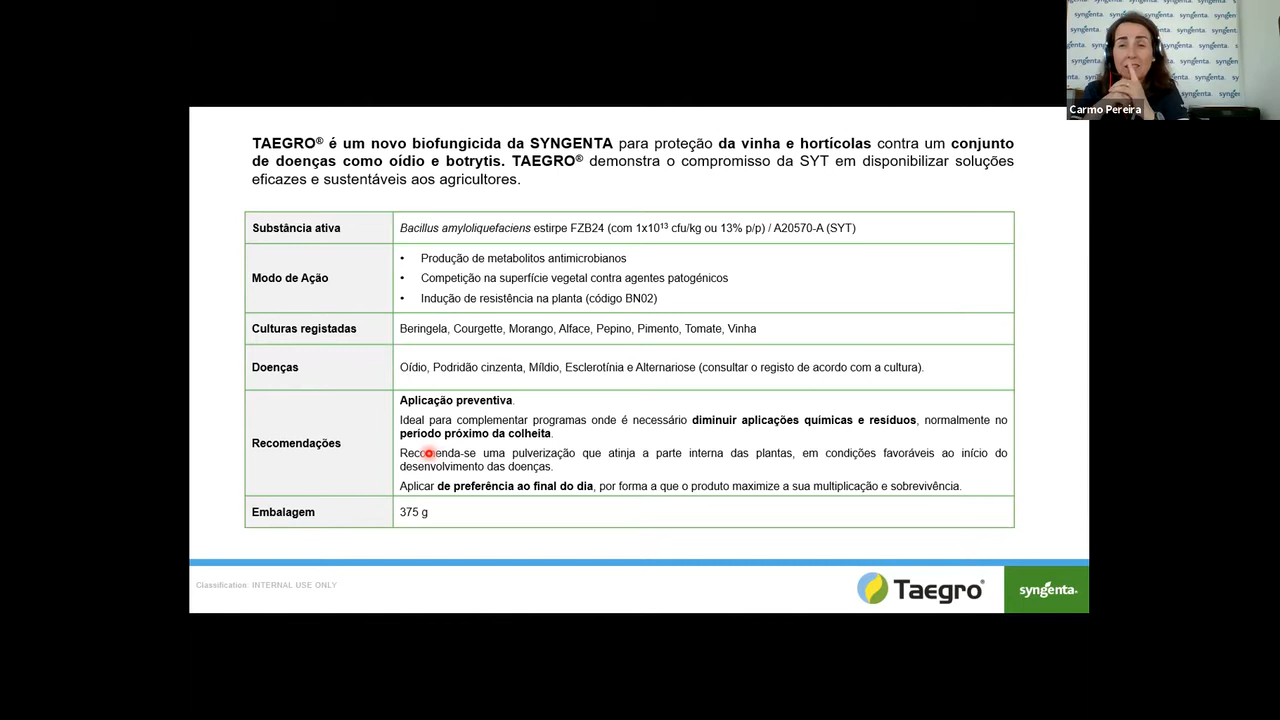 syngenta.
Carmo Pereira
TAEGRO® é um novo biofungicida da SYNGENTA para proteção da vinha e hortícolas contra um conjunto
de doenças como oídio e botrytis. TAEGRO® demonstra o compromisso da SYT em disponibilizar soluções
eficazes e sustentáveis aos agricultores.
Substância ativa
Bacillus amyloliquefaciens estirpe FZB24 (com 1x10¹³ cfu/kg ou 13% p/p) / A20570-A (SYT)
Modo de Ação
• Produção de metabolitos antimicrobianos
• Competição na superfície vegetal contra agentes patogénicos
• Indução de resistência na planta (código BN02)
Culturas registadas
Beringela, Courgette, Morango, Alface, Pepino, Pimento, Tomate, Vinha
Doenças
Oídio, Podridão cinzenta, Míldio, Esclerotínia e Alternariose (consultar o registo de acordo com a cultura).
Recomendações
Aplicação preventiva.
Ideal para complementar programas onde é necessário diminuir aplicações químicas e resíduos, normalmente no
período próximo da colheita.
Recomenda-se uma pulverização que atinja a parte interna das plantas, em condições favoráveis ao início do
desenvolvimento das doenças.
Aplicar de preferência ao final do dia, por forma a que o produto maximize a sua multiplicação e sobrevivência.
Embalagem
375 g
Classification: INTERNAL USE ONLY
Taegro®
syngenta.